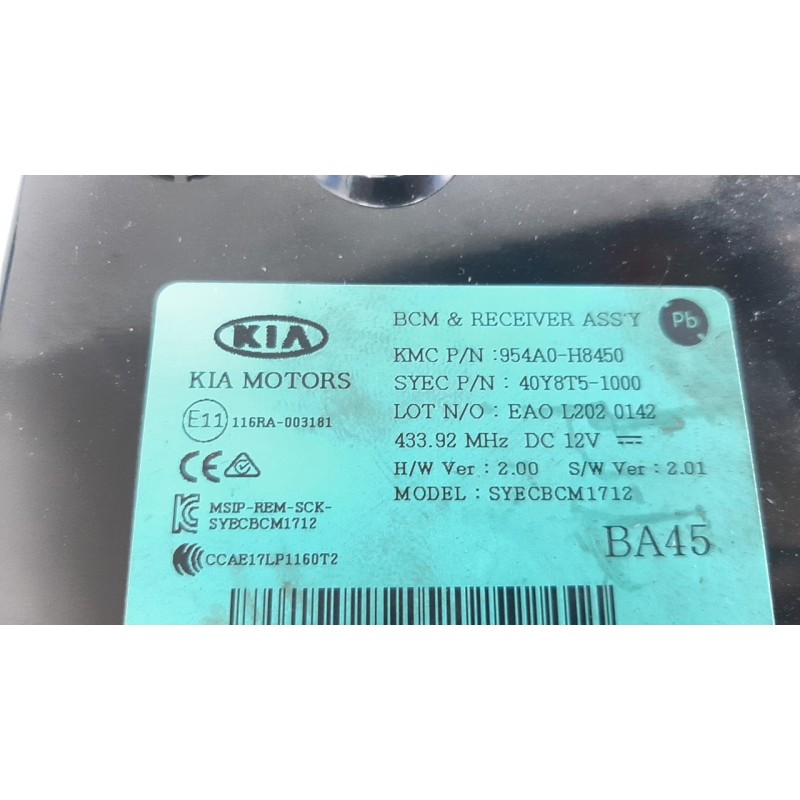 KIA
KIA MOTORS
E11 116RA-003181
CE
MSIP-REM-SCK-
SYECBCM1712
CCAE17LP1160T2
BCM & RECEIVER ASS'Y Pb
KMC P/N : 954A0-H8450
SYEC P/N : 40Y8T5-1000
LOT N/O : EAO L202 0142
433.92 MHz DC 12V
H/W Ver : 2.00 S/W Ver : 2.01
MODEL : SYECBCM1712
BA45